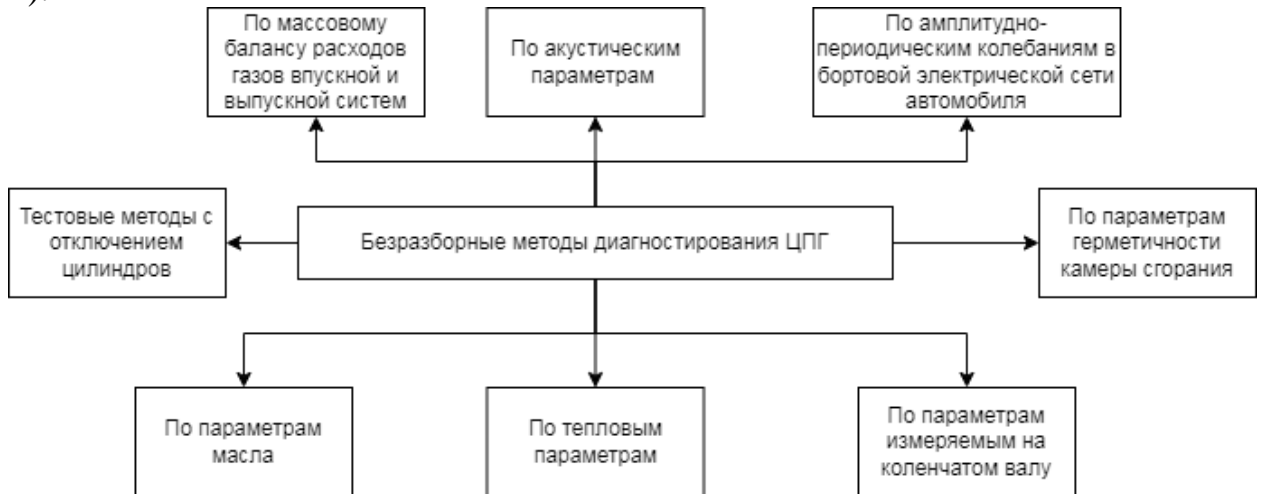 По массовому
балансу расходов
газов впускной и
выпускной систем
По акустическим
параметрам
По амплитудно-
периодическим колебаниям в
бортовой электрической сети
автомобиля
Тестовые методы с
отключением
цилиндров
Безразборные методы диагностирования ЦПГ
По параметрам
герметичности
камеры сгорания
По параметрам
масла
По тепловым
параметрам
По параметрам
измеряемым на
коленчатом валу